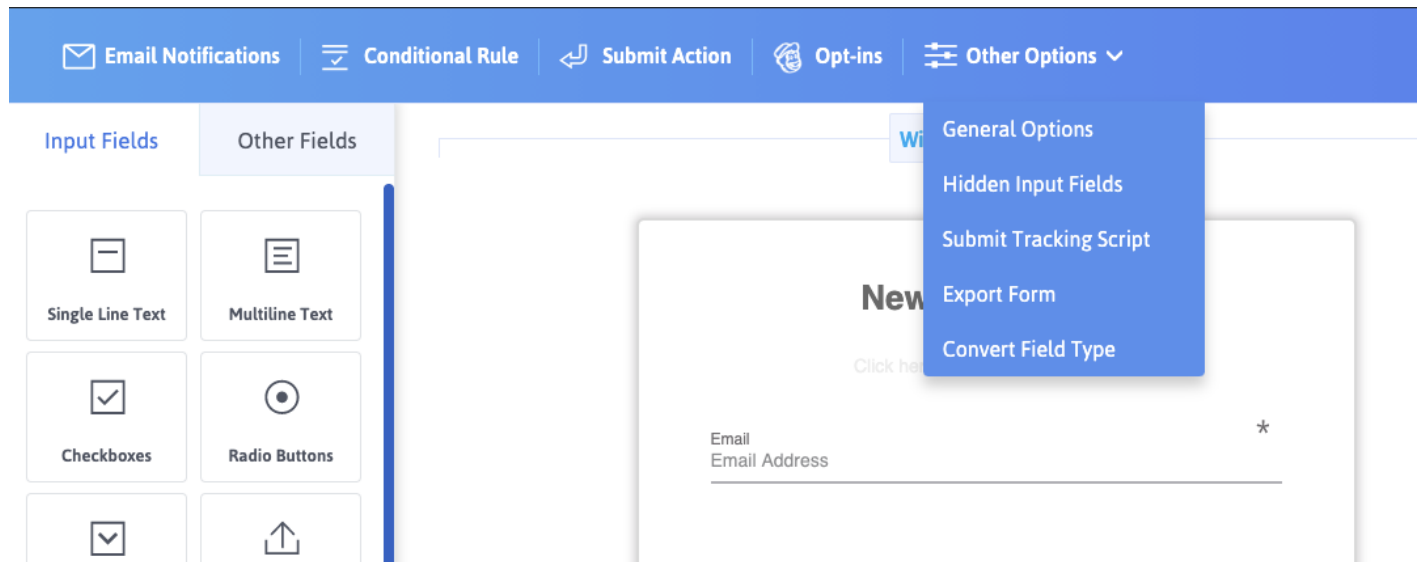 Email Notifications
Conditional Rule
Submit Action
Opt-ins
Other Options
Input Fields
Other Fields
General Options
Hidden Input Fields
Submit Tracking Script
Export Form
Convert Field Type
Single Line Text
Multiline Text
Checkboxes
Radio Buttons
New
Click
Email
*
Email Address